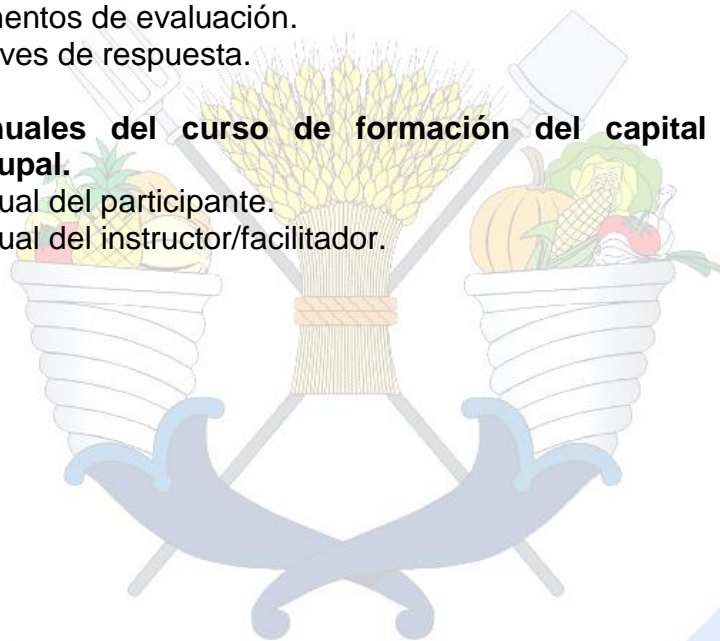 mentos de evaluación.
ves de respuesta.
nuales del curso de formación del capital
upal.
ual del participante.
ual del instructor/facilitador.